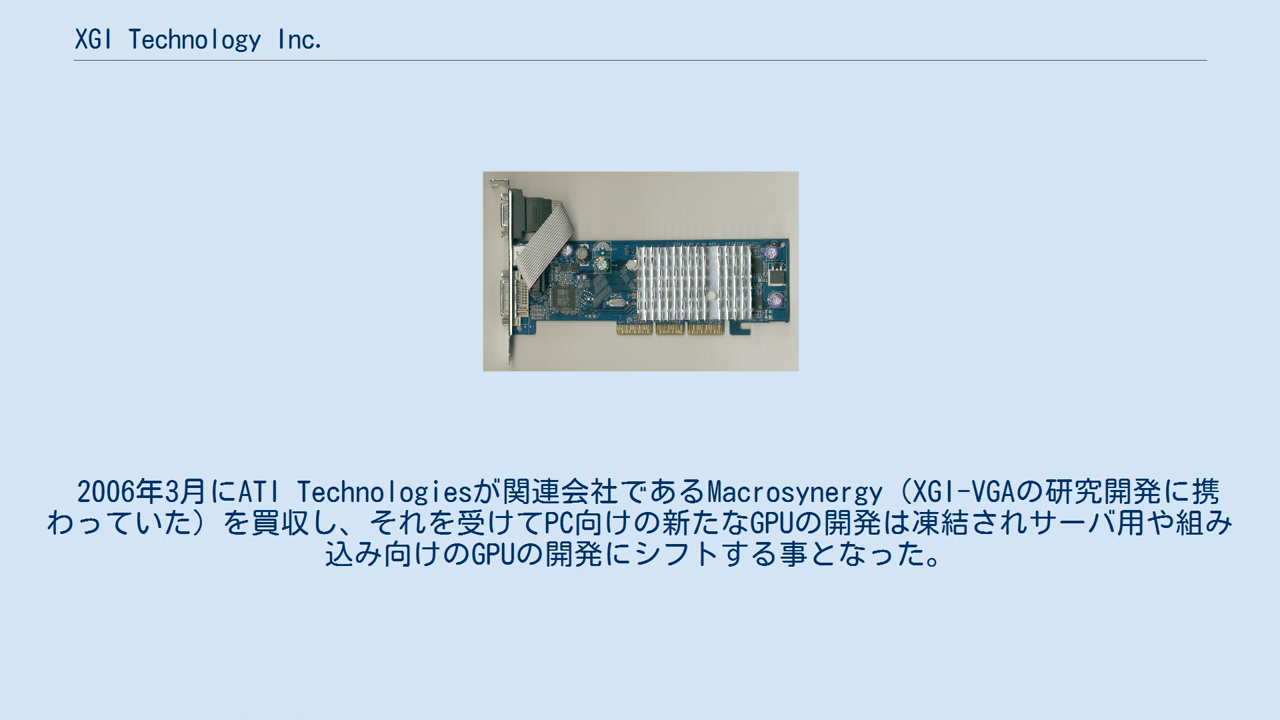 XGI Technology Inc.
2006年3月にATI Technologiesが関連会社であるMacrosynergy（XGI-VGAの研究開発に携
わっていた）を買収し、それを受けてPC向けの新たなGPUの開発は凍結されサーバ用や組み
込み向けのGPUの開発にシフトする事となった。